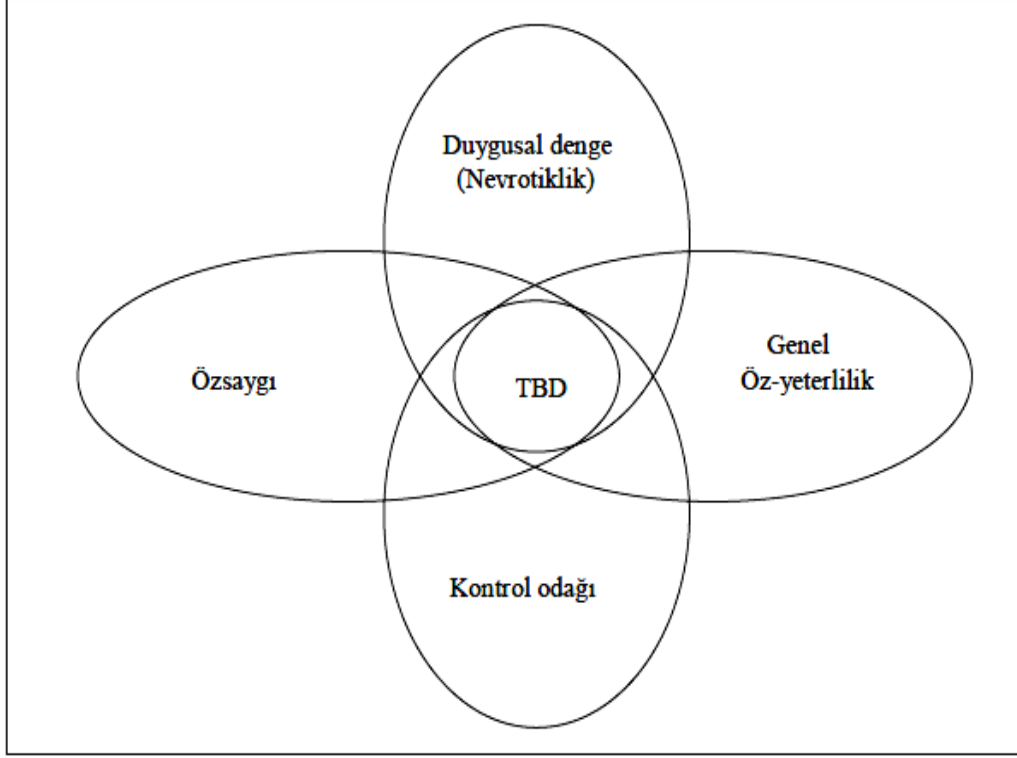 Duygusal denge
(Nevrotiklik)
Özsaygı
TBD
Genel
Öz-yeterlilik
Kontrol odağı